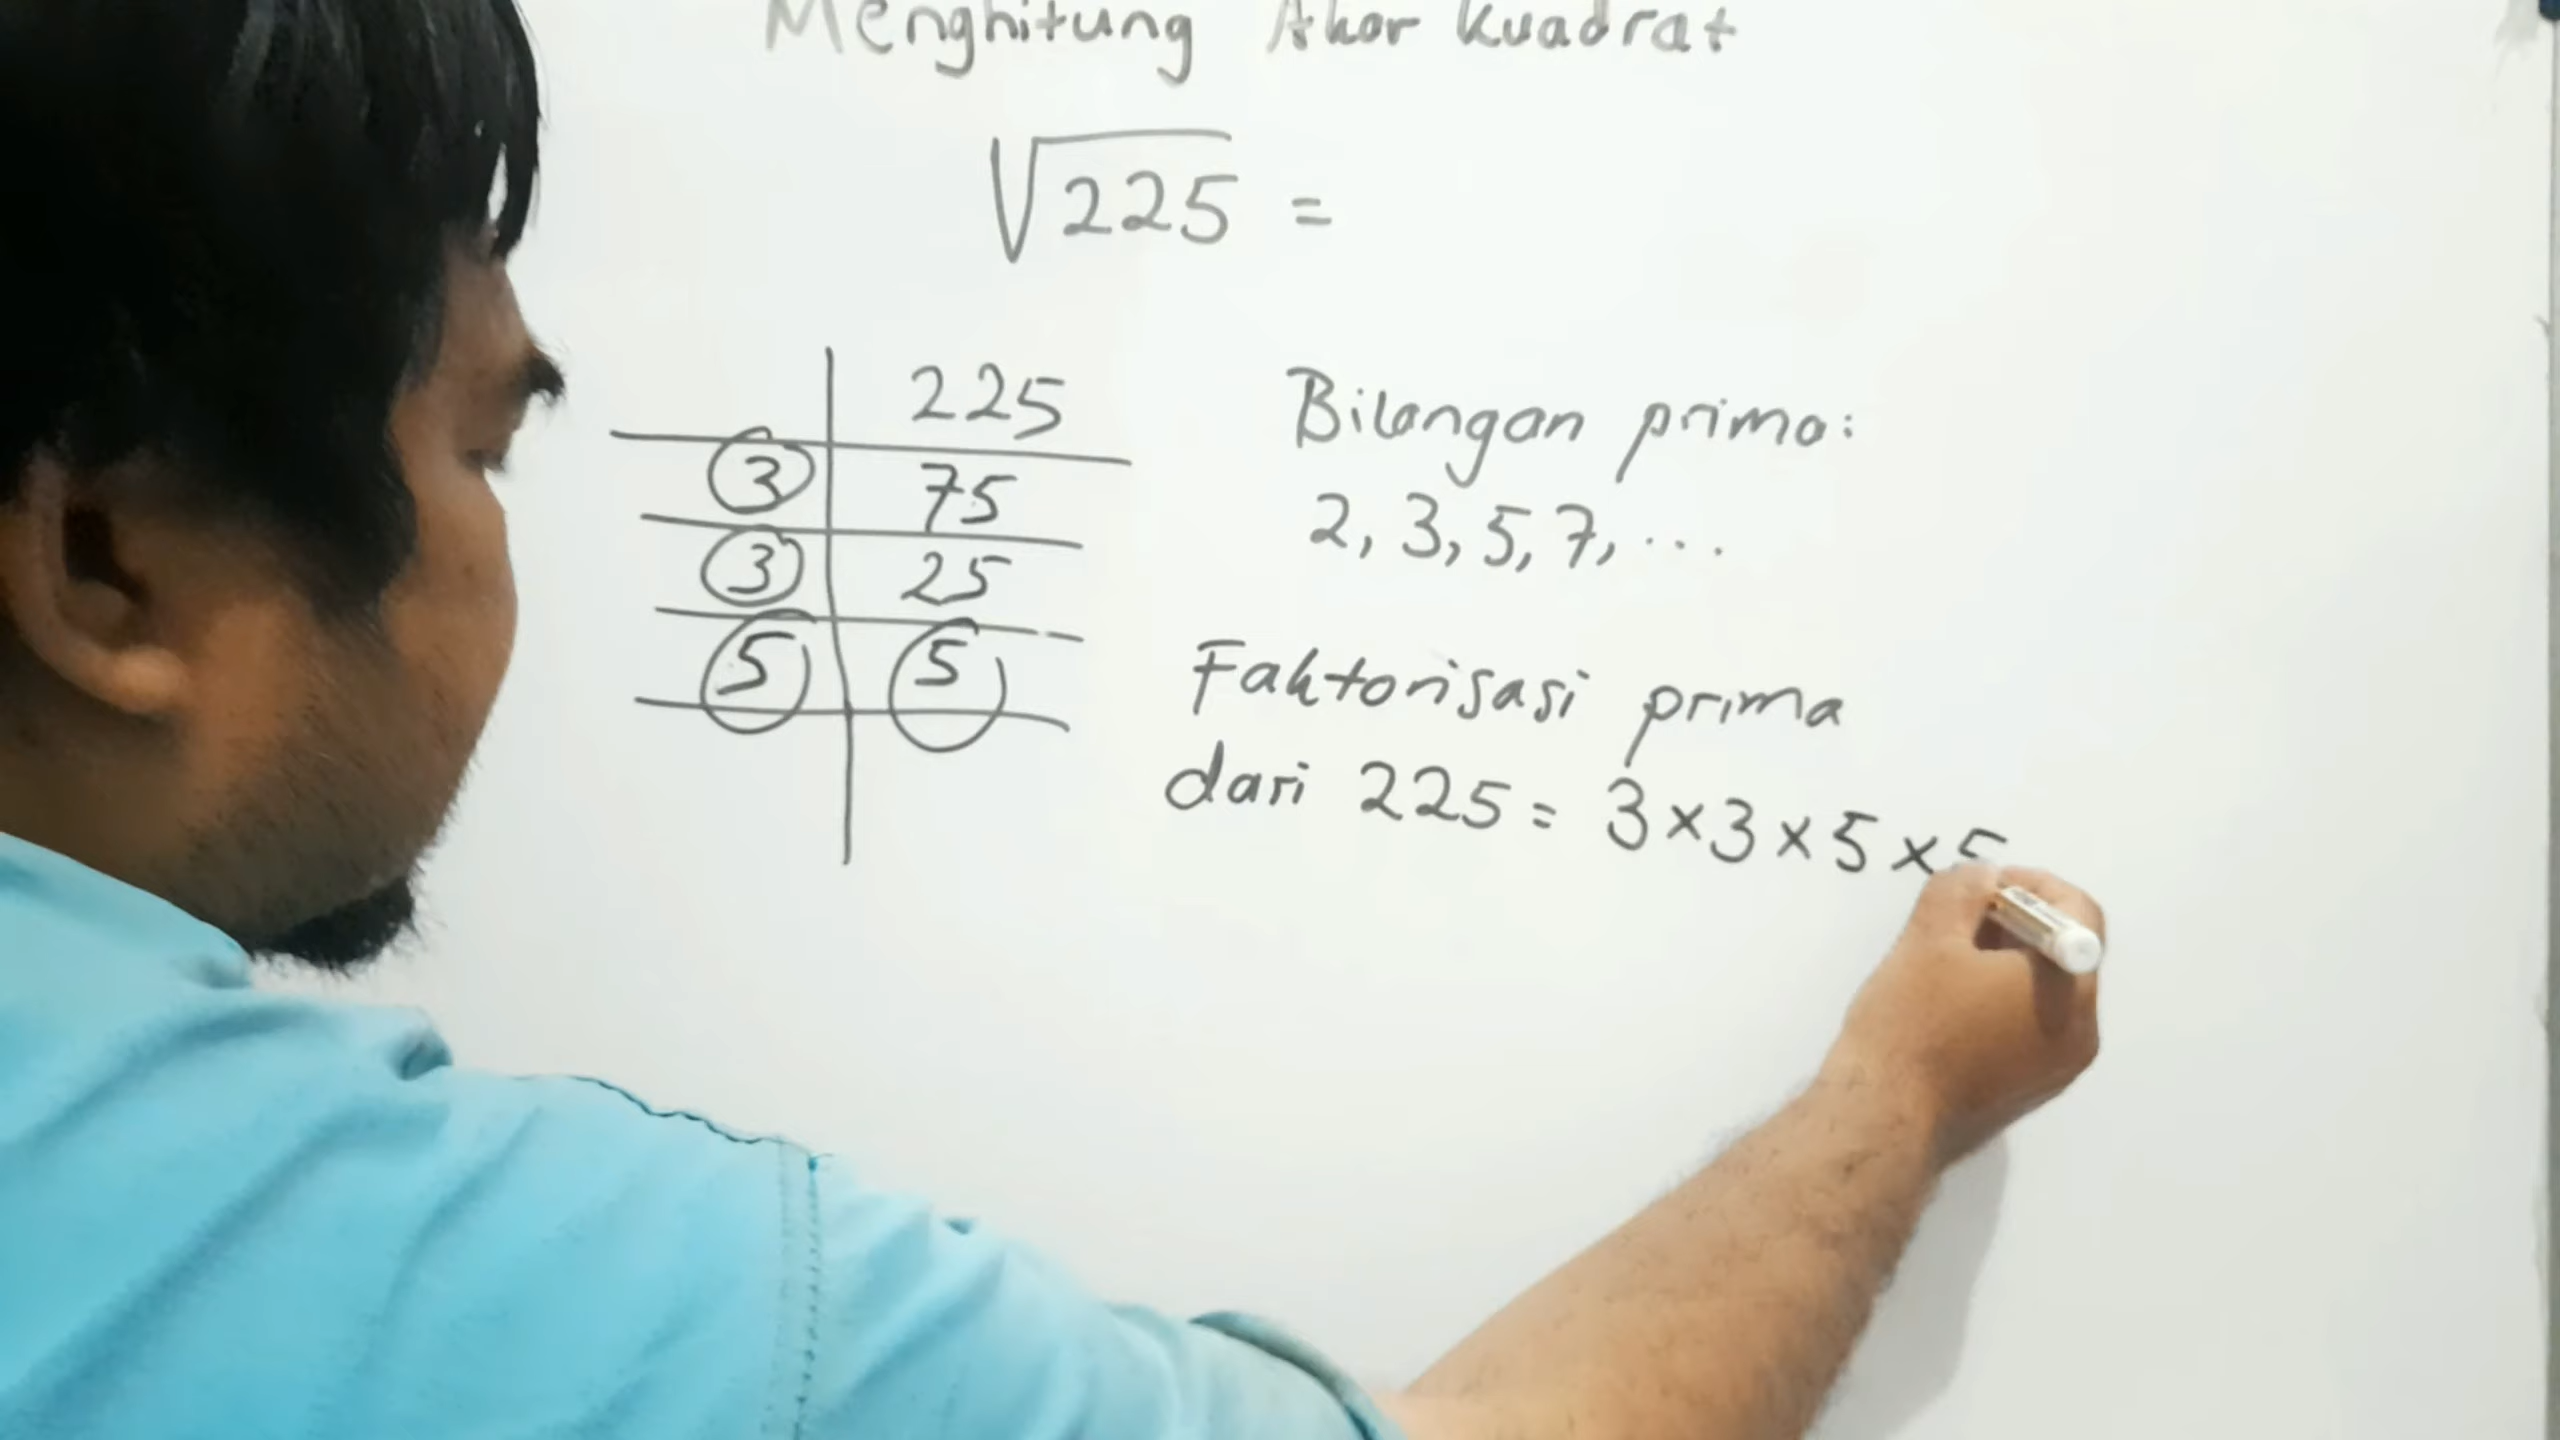 Menghitung Akar Kuadrat
√225 =
225
3 75
3 25
5 5
Bilangan prima:
2, 3, 5, 7, ...
Faktorisasi prima
dari 225 = 3×3×5×5